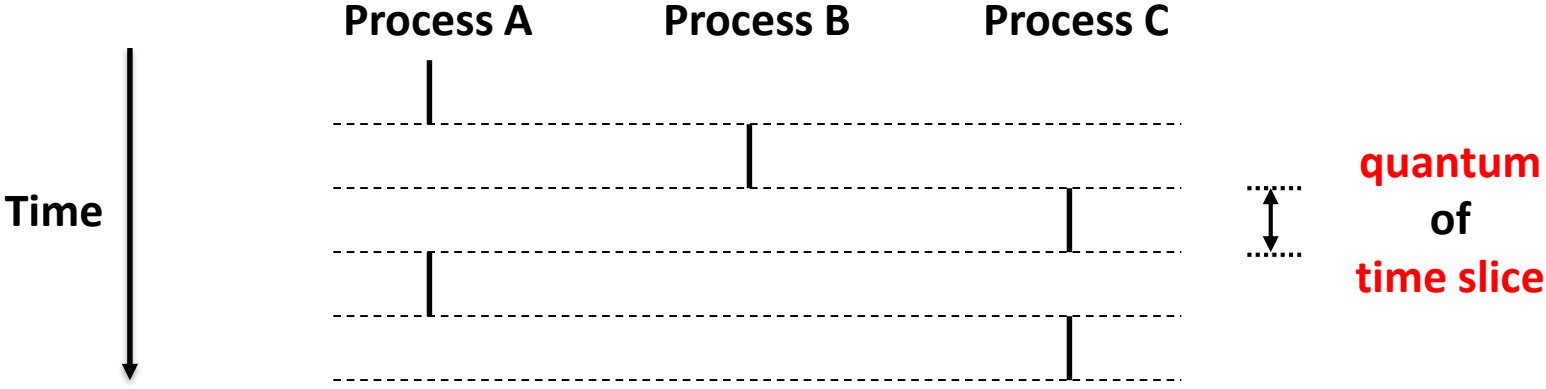 Process A
Process B
Process C
Time
quantum
of
time slice